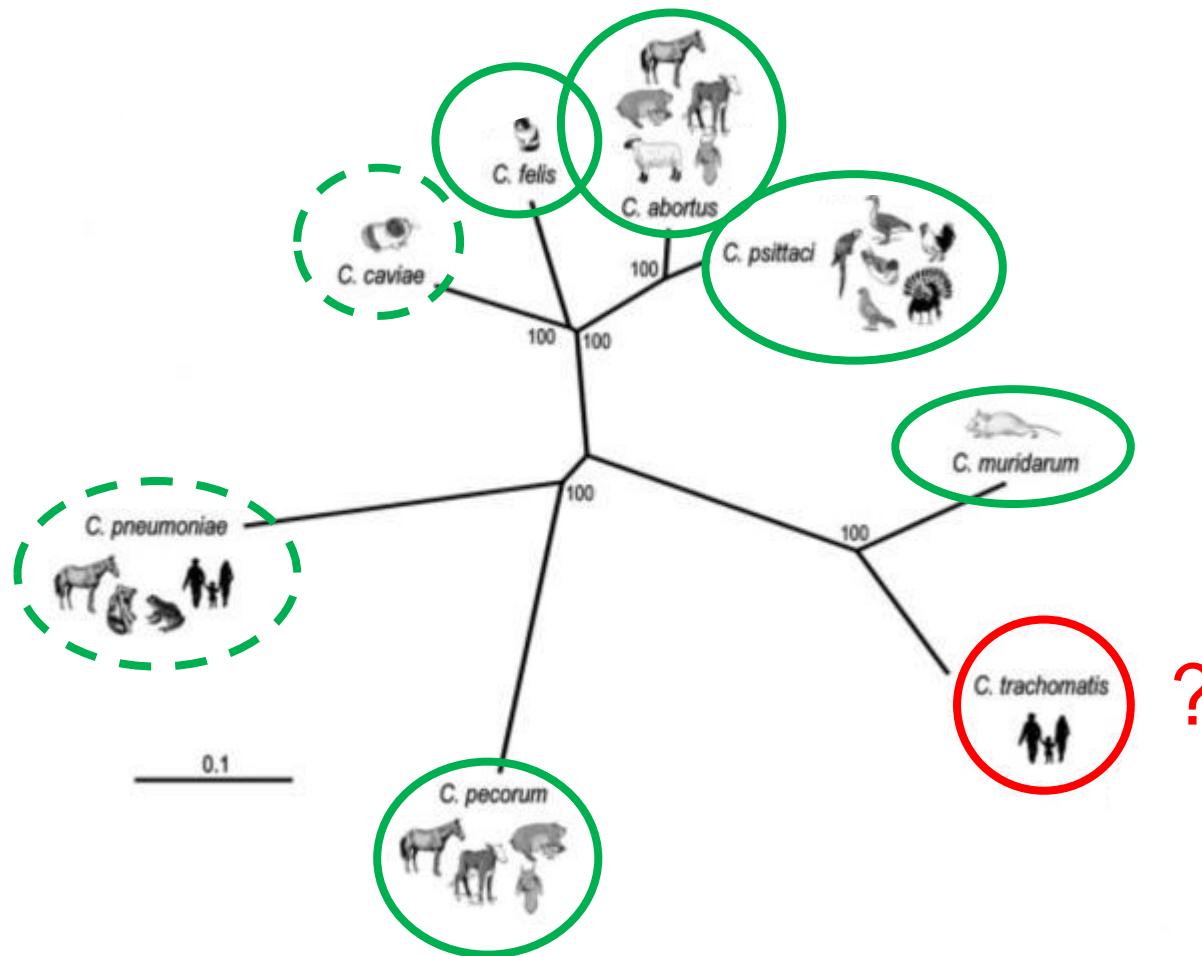 C. felis
C. abortus
C. caviae
C. psittaci
100
100
100
C. muridarum
C. pneumoniae
100
100
C. trachomatis
?
0.1
C. pecorum